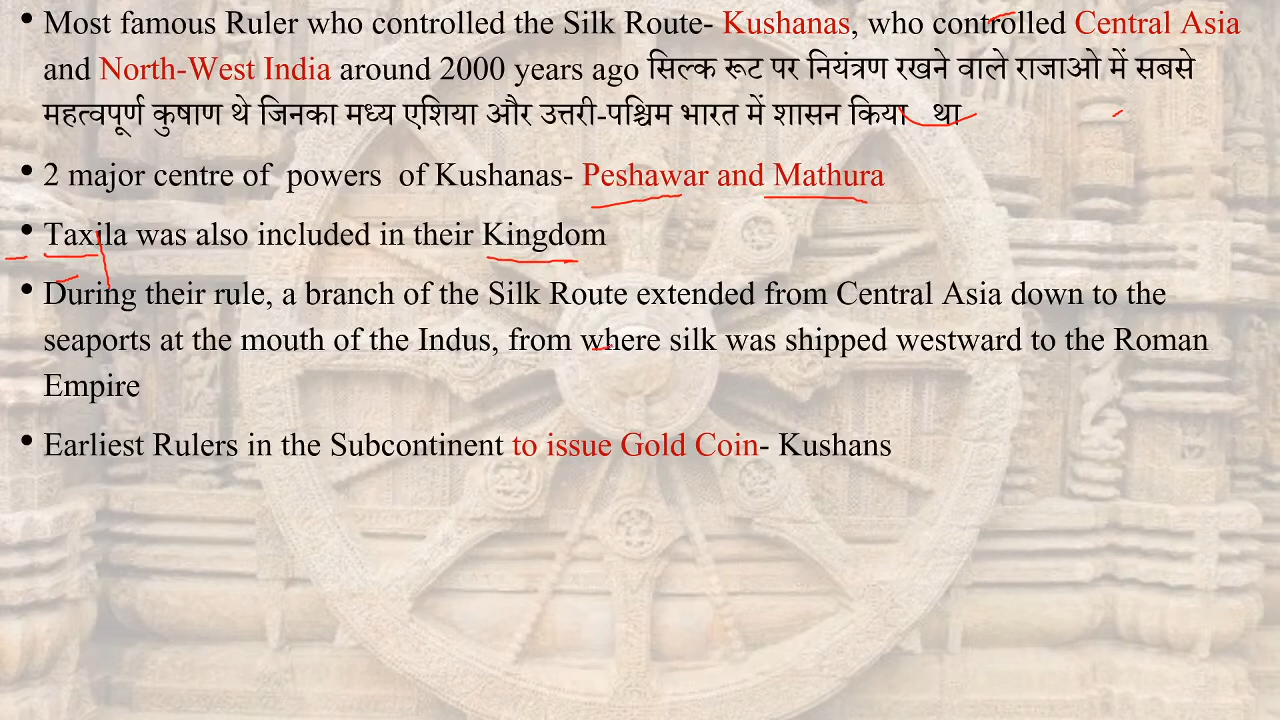 • Most famous Ruler who controlled the Silk Route- Kushanas, who controlled Central Asia
and North-West India around 2000 years ago सिल्क रूट पर नियंत्रण रखने वाले राजाओ में सबसे
महत्वपूर्ण कुषाण थे जिनका मध्य एशिया और उत्तरी-पश्चिम भारत में शासन किया था
• 2 major centre of powers of Kushanas- Peshawar and Mathura
• Taxila was also included in their Kingdom
• During their rule, a branch of the Silk Route extended from Central Asia down to the
seaports at the mouth of the Indus, from where silk was shipped westward to the Roman
Empire
• Earliest Rulers in the Subcontinent to issue Gold Coin- Kushans